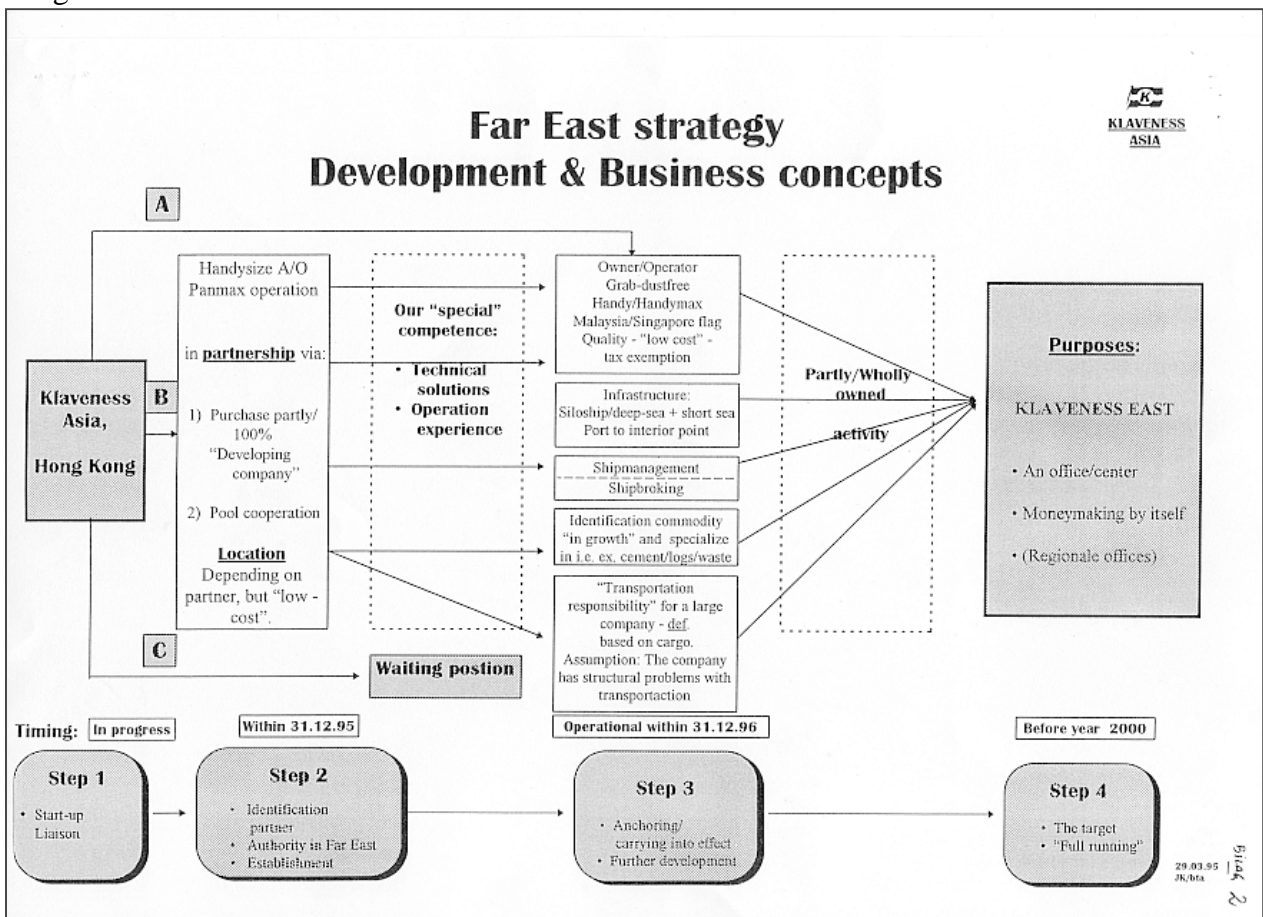 K
KLAVENESS
ASIA
Far East strategy
Development & Business concepts
A
B
C
Klaveness
Asia,
Hong Kong
Handysize A/O
Panmax operation
in partnership via:
1) Purchase partly/
100%
"Developing
company"
2) Pool cooperation
Location
Depending on
partner, but "low -
cost".
Waiting postion
Our "special"
competence:
• Technical
solutions
• Operation
experience
Owner/Operator
Grab-dustfree
Handy/Handymax
Malaysia/Singapore flag
Quality - "low cost" -
tax exemption
Infrastructure:
Siloship/deep-sea + short sea
Port to interior point
Shipmanagement
Shipbroking
Identification commodity
"in growth" and specialize
in i.e. ex. cement/logs/waste
"Transportation
responsibility" for a large
company - def.
based on cargo.
Assumption: The company
has structural problems with
transportaction
Partly/Wholly
owned
activity
Purposes:
KLAVENESS EAST
• An office/center
• Moneymaking by itself
• (Regionale offices)
Timing:
In progress
Within 31.12.95
Operational within 31.12.96
Before year 2000
Step 1
• Start-up
Liaison
Step 2
• Identification
partner
• Authority in Far East
• Establishment
Step 3
• Anchoring/
carrying into effect
• Further development
Step 4
• The target
• "Full running"
29.03.95
JK/bta
2